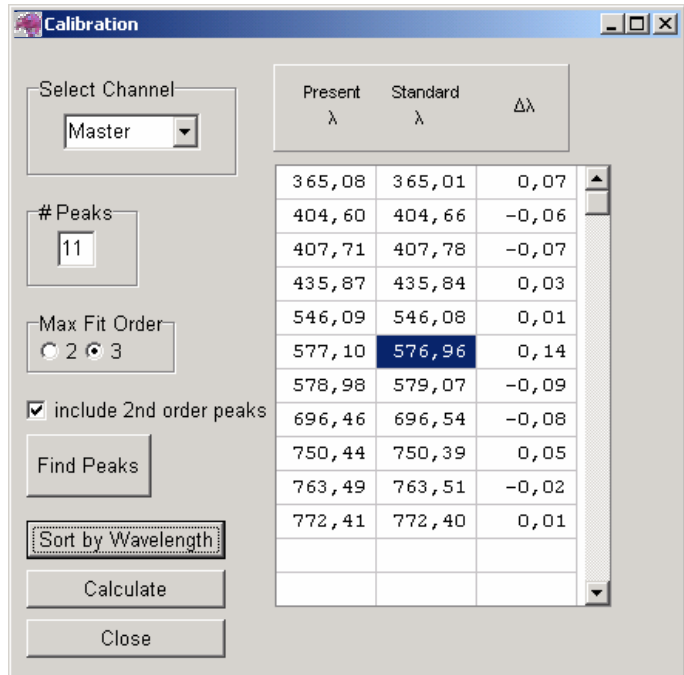 Calibration
Select Channel
Master
# Peaks
11
Max Fit Order
2 3
include 2nd order peaks
Find Peaks
Sort by Wavelength
Calculate
Close
Present Standard Δλ
λ λ
365,08 365,01 0,07
404,60 404,66 -0,06
407,71 407,78 -0,07
435,87 435,84 0,03
546,09 546,08 0,01
577,10 576,96 0,14
578,98 579,07 -0,09
696,46 696,54 -0,08
750,44 750,39 0,05
763,49 763,51 -0,02
772,41 772,40 0,01